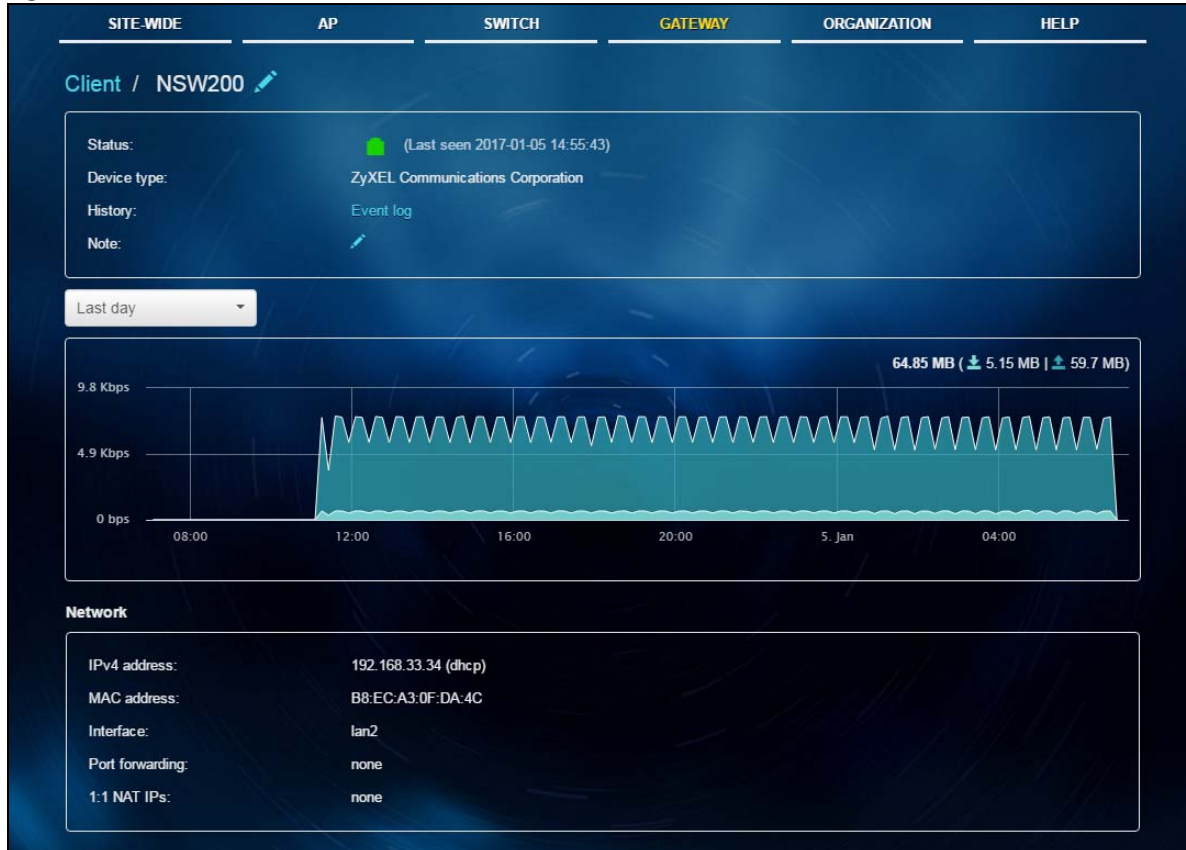 SITE-WIDE AP SWITCH GATEWAY ORGANIZATION HELP
Client / NSW200
Status: (Last seen 2017-01-05 14:55:43)
Device type: ZyXEL Communications Corporation
History: Event log
Note:
Last day
64.85 MB ( 5.15 MB | 59.7 MB)
9.8 Kbps
4.9 Kbps
0 bps
08:00 12:00 16:00 20:00 5. Jan 04:00
Network
IPv4 address: 192.168.33.34 (dhcp)
MAC address: B8:EC:A3:0F:DA:4C
Interface: lan2
Port forwarding: none
1:1 NAT IPs: none